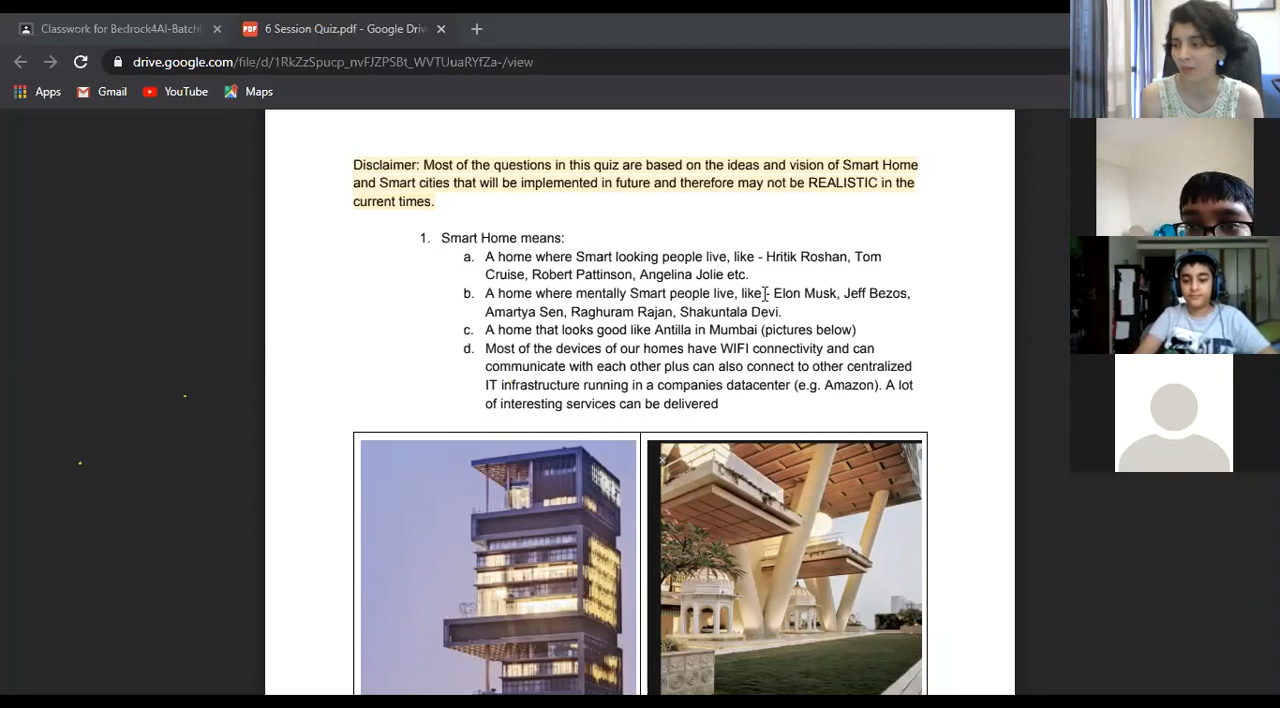 Classwork for Bedrock4AI-Batch
PDF 6 Session Quiz.pdf - Google Driv
drive.google.com/file/d/1RkZzSpucp_nvFJZPSBt_WVTUuaRYfZa-/view
Apps Gmail YouTube Maps
Disclaimer: Most of the questions in this quiz are based on the ideas and vision of Smart Home
and Smart cities that will be implemented in future and therefore may not be REALISTIC in the
current times.
1. Smart Home means:
a. A home where Smart looking people live, like - Hritik Roshan, Tom
Cruise, Robert Pattinson, Angelina Jolie etc.
b. A home where mentally Smart people live, like - Elon Musk, Jeff Bezos,
Amartya Sen, Raghuram Rajan, Shakuntala Devi.
c. A home that looks good like Antilla in Mumbai (pictures below)
d. Most of the devices of our homes have WIFI connectivity and can
communicate with each other plus can also connect to other centralized
IT infrastructure running in a companies datacenter (e.g. Amazon). A lot
of interesting services can be delivered